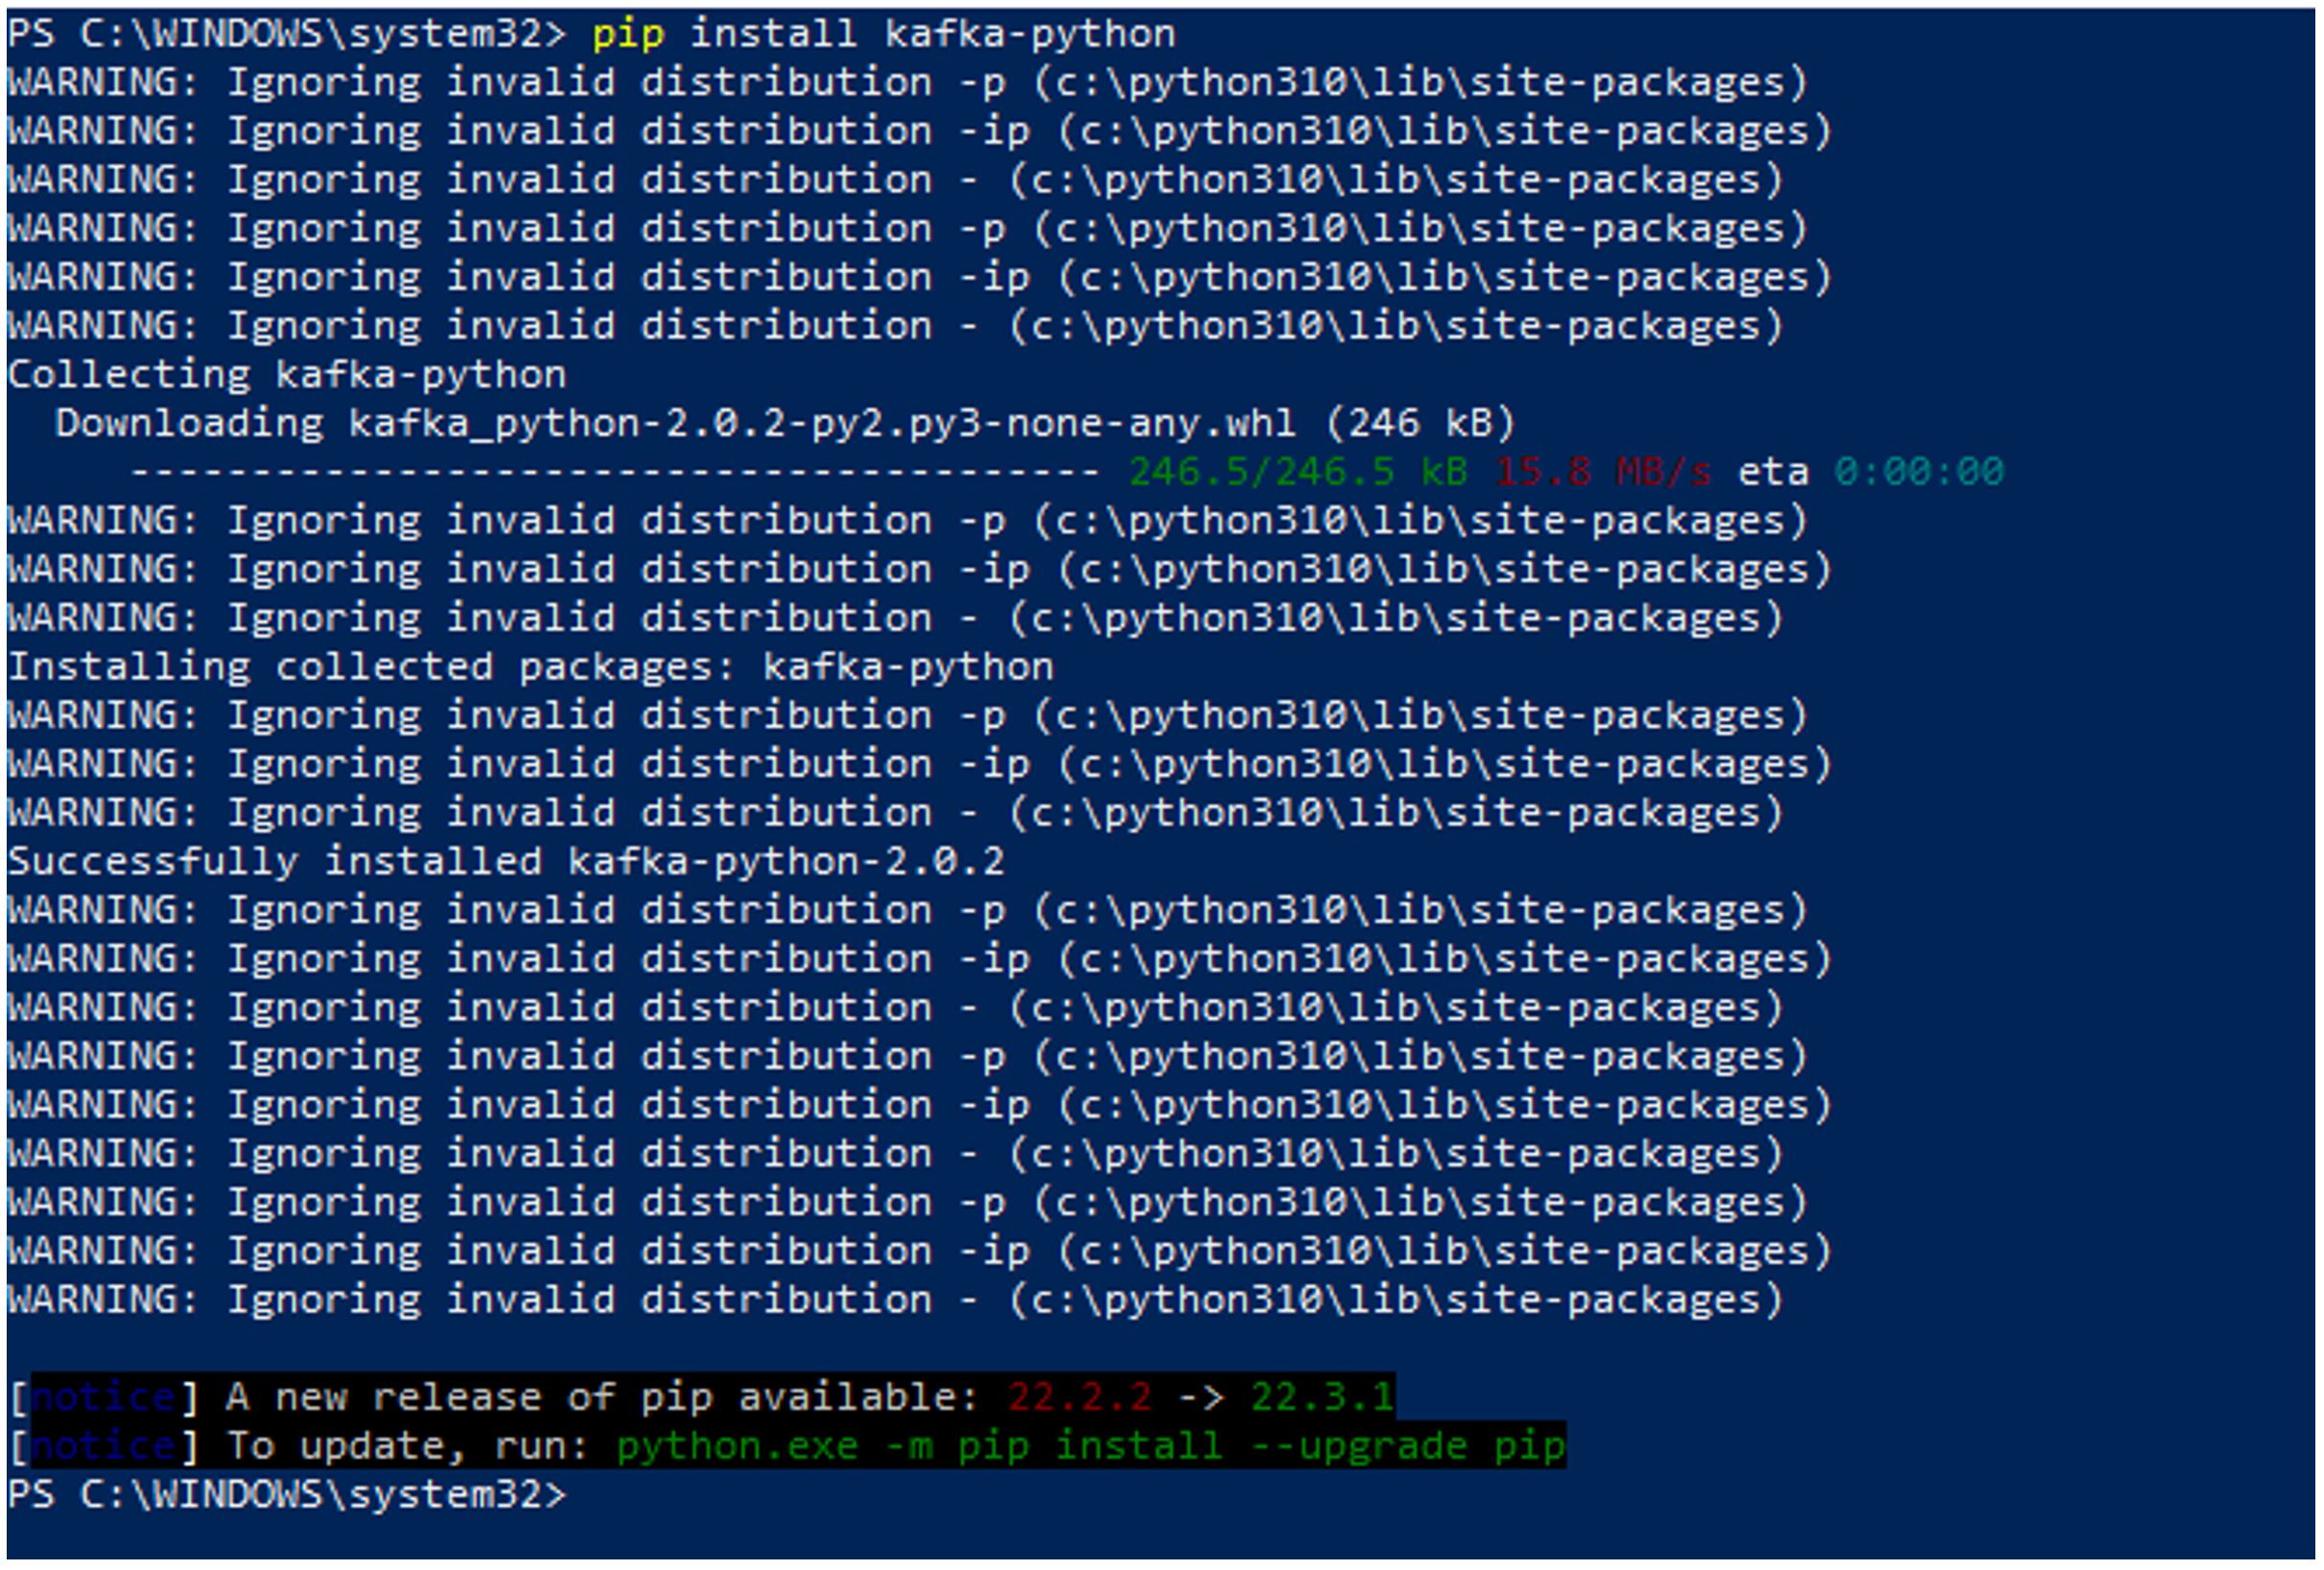 PS C:\WINDOWS\system32> pip install kafka-python
WARNING: Ignoring invalid distribution -p (c:\python310\lib\site-packages)
WARNING: Ignoring invalid distribution -ip (c:\python310\lib\site-packages)
WARNING: Ignoring invalid distribution - (c:\python310\lib\site-packages)
WARNING: Ignoring invalid distribution -p (c:\python310\lib\site-packages)
WARNING: Ignoring invalid distribution -ip (c:\python310\lib\site-packages)
WARNING: Ignoring invalid distribution - (c:\python310\lib\site-packages)
Collecting kafka-python
  Downloading kafka_python-2.0.2-py2.py3-none-any.whl (246 kB)
     ---------------------------------------- 246.5/246.5 kB 15.8 MB/s eta 0:00:00
WARNING: Ignoring invalid distribution -p (c:\python310\lib\site-packages)
WARNING: Ignoring invalid distribution -ip (c:\python310\lib\site-packages)
WARNING: Ignoring invalid distribution - (c:\python310\lib\site-packages)
Installing collected packages: kafka-python
WARNING: Ignoring invalid distribution -p (c:\python310\lib\site-packages)
WARNING: Ignoring invalid distribution -ip (c:\python310\lib\site-packages)
WARNING: Ignoring invalid distribution - (c:\python310\lib\site-packages)
Successfully installed kafka-python-2.0.2
WARNING: Ignoring invalid distribution -p (c:\python310\lib\site-packages)
WARNING: Ignoring invalid distribution -ip (c:\python310\lib\site-packages)
WARNING: Ignoring invalid distribution - (c:\python310\lib\site-packages)
WARNING: Ignoring invalid distribution -p (c:\python310\lib\site-packages)
WARNING: Ignoring invalid distribution -ip (c:\python310\lib\site-packages)
WARNING: Ignoring invalid distribution - (c:\python310\lib\site-packages)
WARNING: Ignoring invalid distribution -p (c:\python310\lib\site-packages)
WARNING: Ignoring invalid distribution -ip (c:\python310\lib\site-packages)
WARNING: Ignoring invalid distribution - (c:\python310\lib\site-packages)

[notice] A new release of pip available: 22.2.2 -> 22.3.1
[notice] To update, run: python.exe -m pip install --upgrade pip
PS C:\WINDOWS\system32>